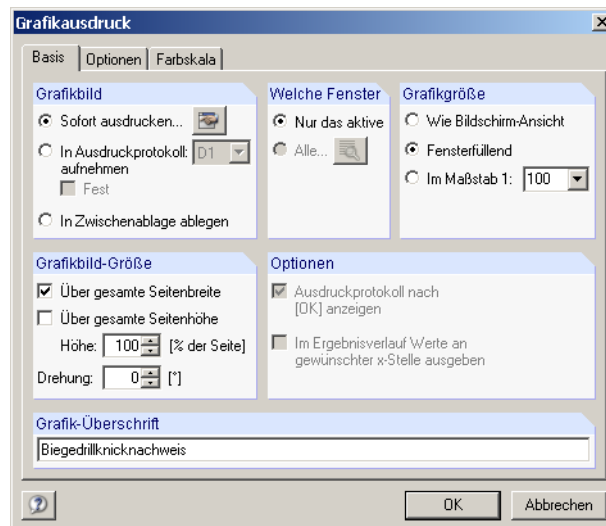 Grafikausdruck
Basis
Optionen
Farbskala
Grafikbild
Sofort ausdrucken...
In Ausdruckprotokoll: D1
aufnehmen
Fest
In Zwischenablage ablegen
Welche Fenster
Nur das aktive
Alle...
Grafikgröße
Wie Bildschirm-Ansicht
Fensterfüllend
Im Maßstab 1: 100
Grafikbild-Größe
Über gesamte Seitenbreite
Über gesamte Seitenhöhe
Höhe: 100 [% der Seite]
Drehung: 0 [°]
Optionen
Ausdruckprotokoll nach
[OK] anzeigen
Im Ergebnisverlauf Werte an
gewünschter x-Stelle ausgeben
Grafik-Überschrift
Biegedrillknicknachweis
OK
Abbrechen